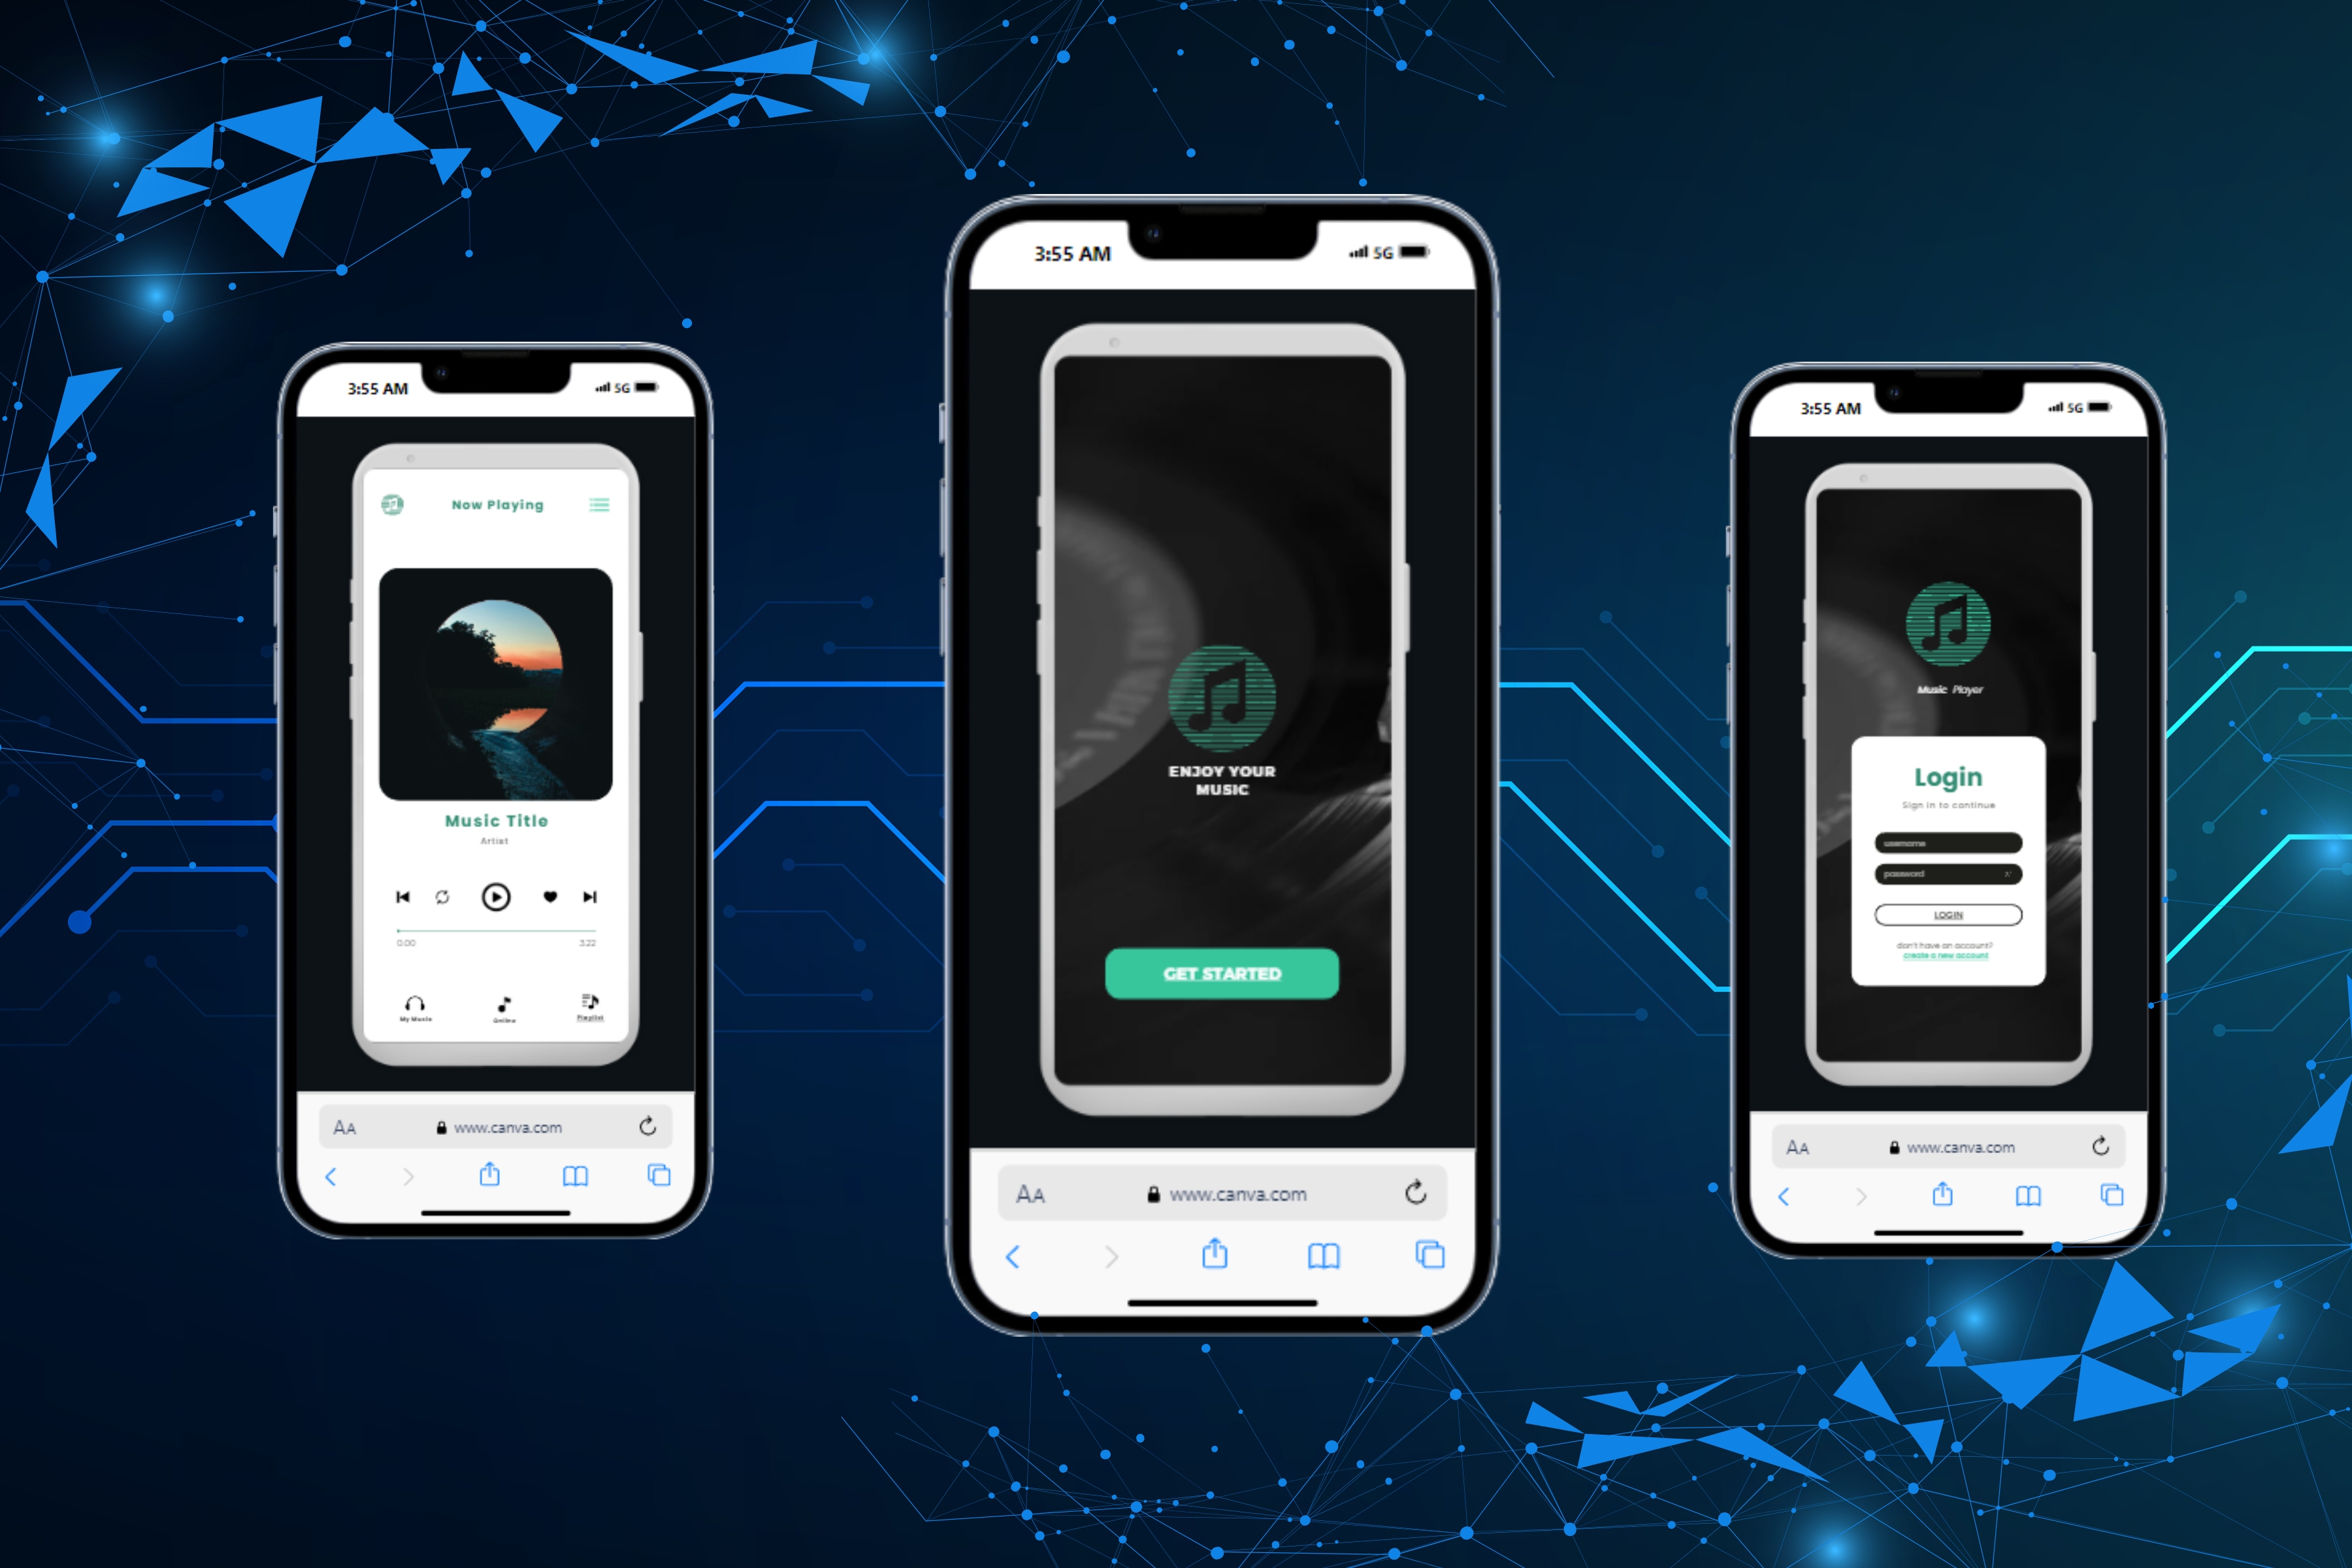 3:55 AM
5G
Now Playing
Music Title
Artist
0.00
3.22
My Music
Online
Playlist
AA
www.canva.com
3:55 AM
5G
ENJOY YOUR
MUSIC
GET STARTED
AA
www.canva.com
3:55 AM
5G
Music Player
Login
Sign in to continue
username
password
LOGIN
don't have an account?
create a new account
AA
www.canva.com